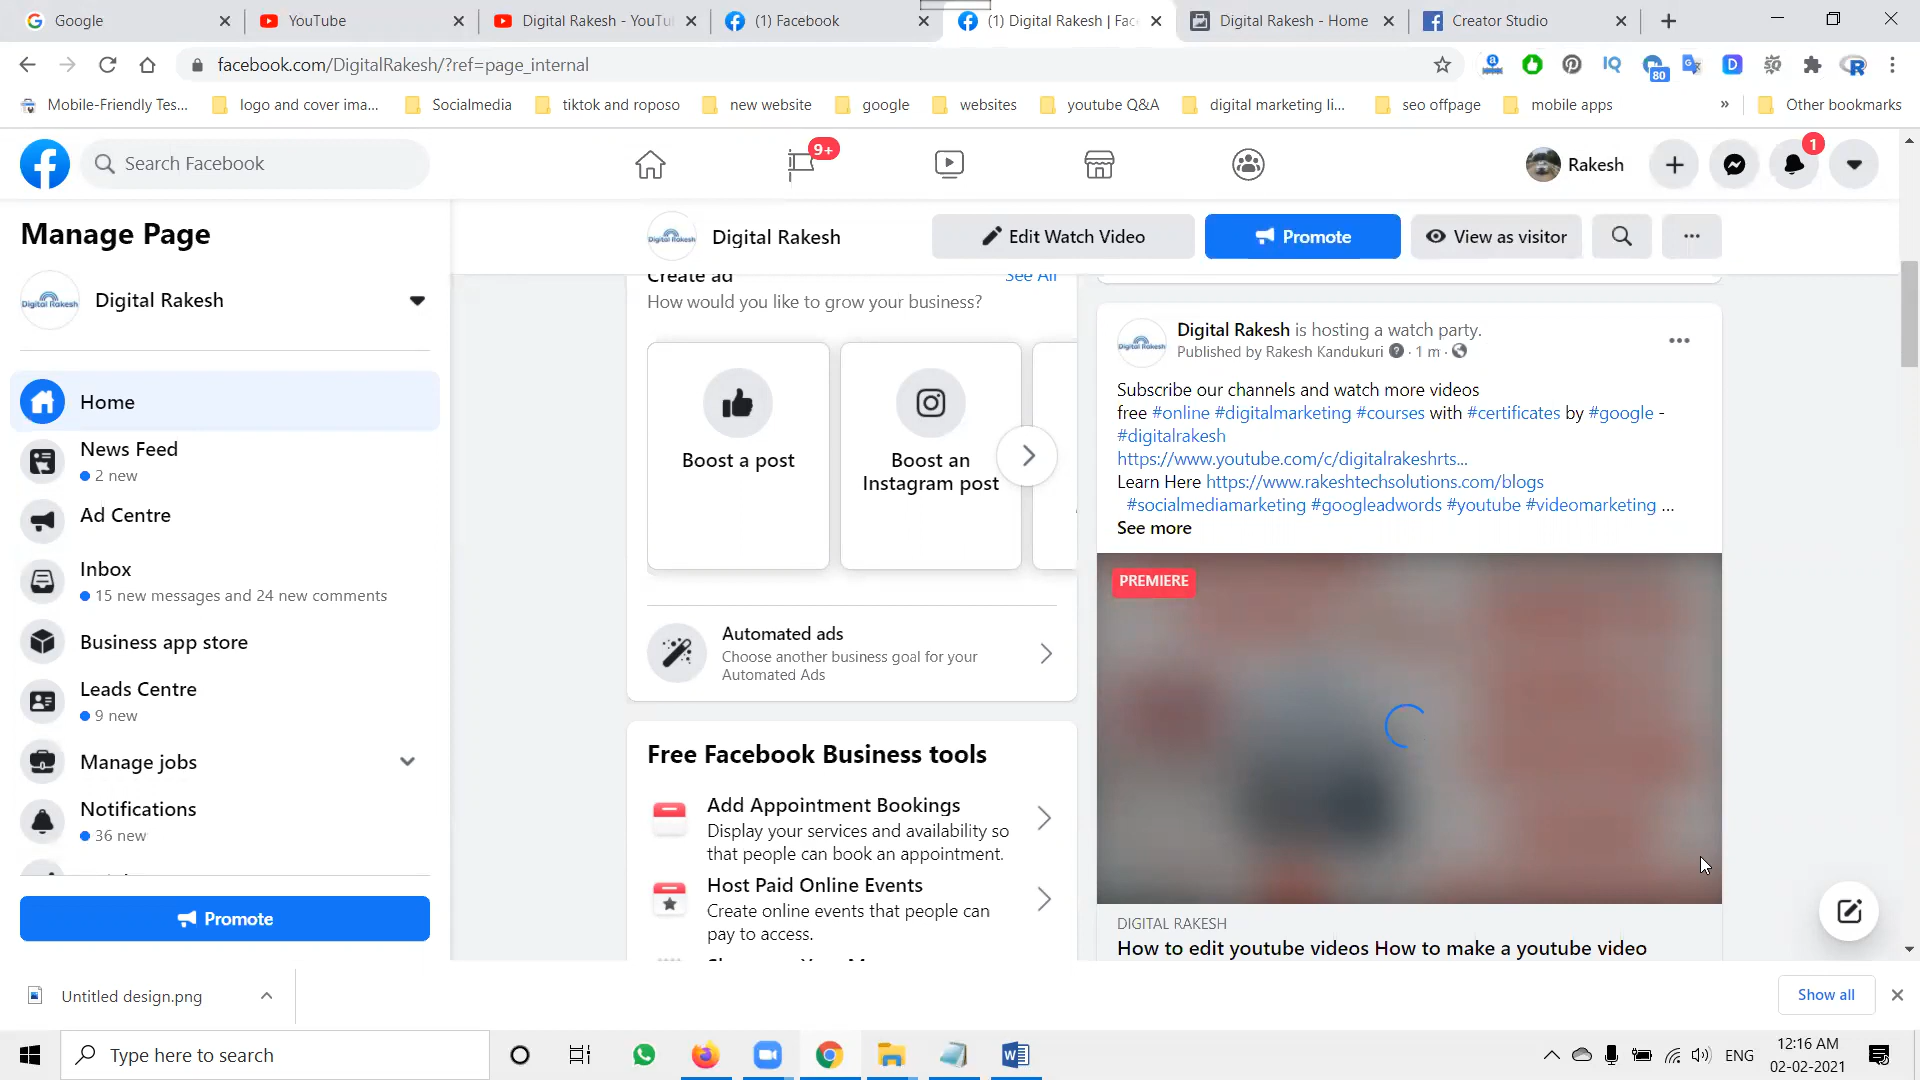 Google
YouTube
Digital Rakesh - YouTu
(1) Facebook
(1) Digital Rakesh | Fac
Digital Rakesh - Home
Creator Studio
facebook.com/DigitalRakesh/?ref=page_internal
80
Mobile-Friendly Tes...
logo and cover ima...
Socialmedia
tiktok and roposo
new website
google
websites
youtube Q&A
digital marketing li...
seo offpage
mobile apps
»
Other bookmarks
Search Facebook
9+
Rakesh
1
Manage Page
Digital Rakesh
Home
News Feed
2 new
Ad Centre
Inbox
15 new messages and 24 new comments
Business app store
Leads Centre
9 new
Manage jobs
Notifications
36 new
Promote
Digital Rakesh
Edit Watch Video
Promote
View as visitor
Create ad
See All
How would you like to grow your business?
Boost a post
Boost an
Instagram post
Automated ads
Choose another business goal for your
Automated Ads
Free Facebook Business tools
Add Appointment Bookings
Display your services and availability so
that people can book an appointment.
Host Paid Online Events
Create online events that people can
pay to access.
Digital Rakesh is hosting a watch party.
Published by Rakesh Kandukuri · 1 m ·
Subscribe our channels and watch more videos
free #online #digitalmarketing #courses with #certificates by #google -
#digitalrakesh
https://www.youtube.com/c/digitalrakeshrts...
Learn Here https://www.rakeshtechsolutions.com/blogs
#socialmediamarketing #googleadwords #youtube #videomarketing ...
See more
PREMIERE
DIGITAL RAKESH
How to edit youtube videos How to make a youtube video
Untitled design.png
Show all
Type here to search
ENG
12:16 AM
02-02-2021